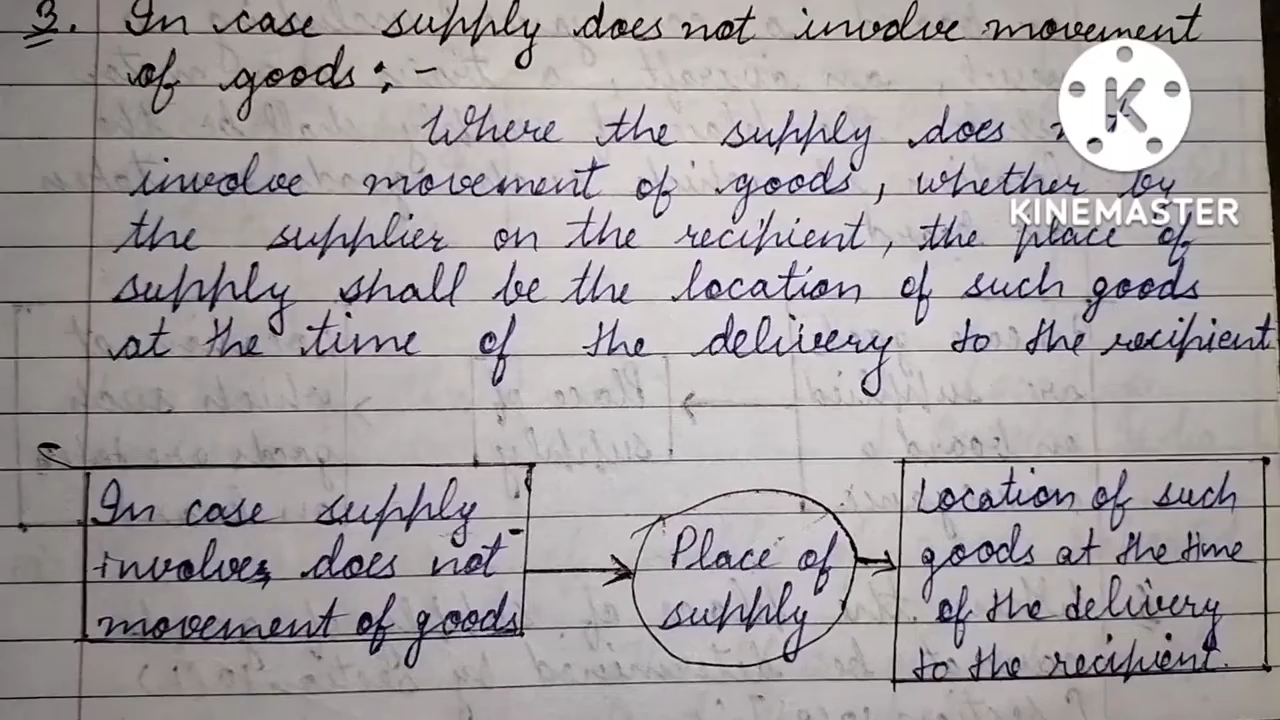 3. In case supply does not involve movement
of goods :-
Where the supply does
involve movement of goods, whether by
the supplier on the recipient, the place of
supply shall be the location of such goods
at the time of the delivery to the recipient
In case supply
involves does not
movement of goods
Place of
supply
Location of such
goods at the time
of the delivery
to the recipient.
K
KINEMASTER